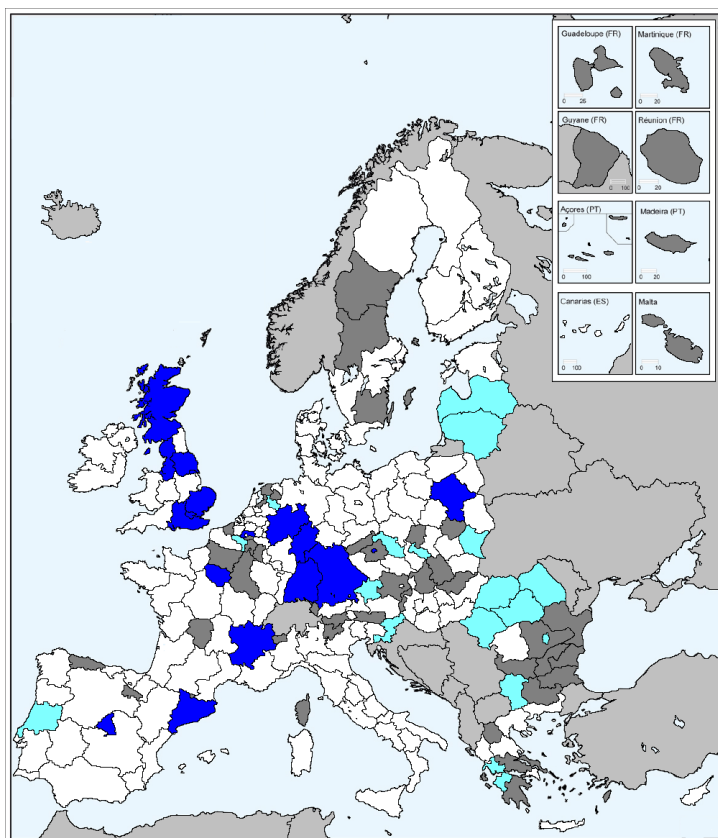 Guadeloupe (FR)
Martinique (FR)
0 25
0 20
Guyane (FR)
Réunion (FR)
0 100
0 20
Açores (PT)
Madeira (PT)
0 100
0 20
Canarias (ES)
Malta
0 100
0 10